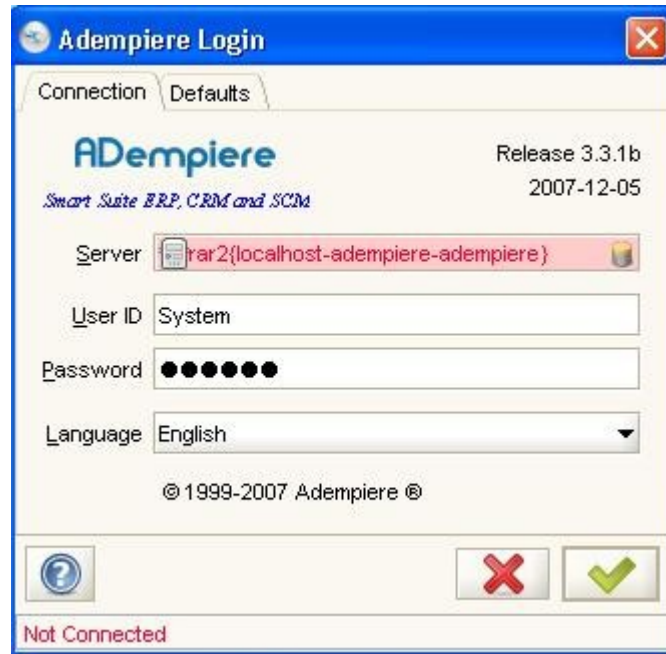 Adempiere Login
Connection Defaults
ADempiere
Release 3.3.1b
Smart Suite ERP, CRM and SCM
2007-12-05
Server rar2{localhost-adempiere-adempiere}
User ID System
Password ●●●●●●
Language English
© 1999-2007 Adempiere ®
Not Connected